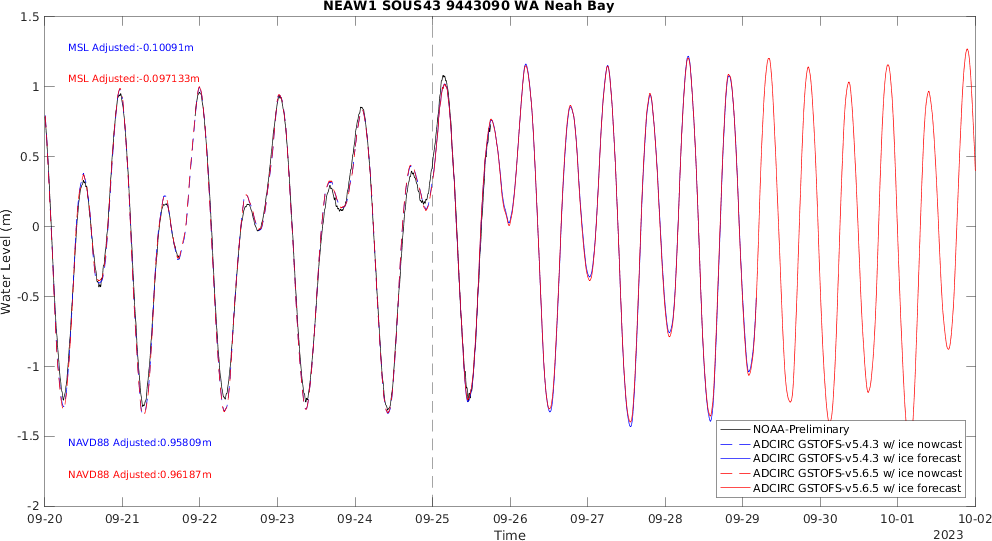 NEAW1 SOUS43 9443090 WA Neah Bay
1.5
1
0.5
0
-0.5
-1
-1.5
-2
Water Level (m)
MSL Adjusted:-0.10091m
MSL Adjusted:-0.097133m
NAVD88 Adjusted:0.95809m
NAVD88 Adjusted:0.96187m
NOAA-Preliminary
ADCIRC GSTOFS-v5.4.3 w/ ice nowcast
ADCIRC GSTOFS-v5.4.3 w/ ice forecast
ADCIRC GSTOFS-v5.6.5 w/ ice nowcast
ADCIRC GSTOFS-v5.6.5 w/ ice forecast
09-20 09-21 09-22 09-23 09-24 09-25 09-26 09-27 09-28 09-29 09-30 10-01 10-02
Time
2023